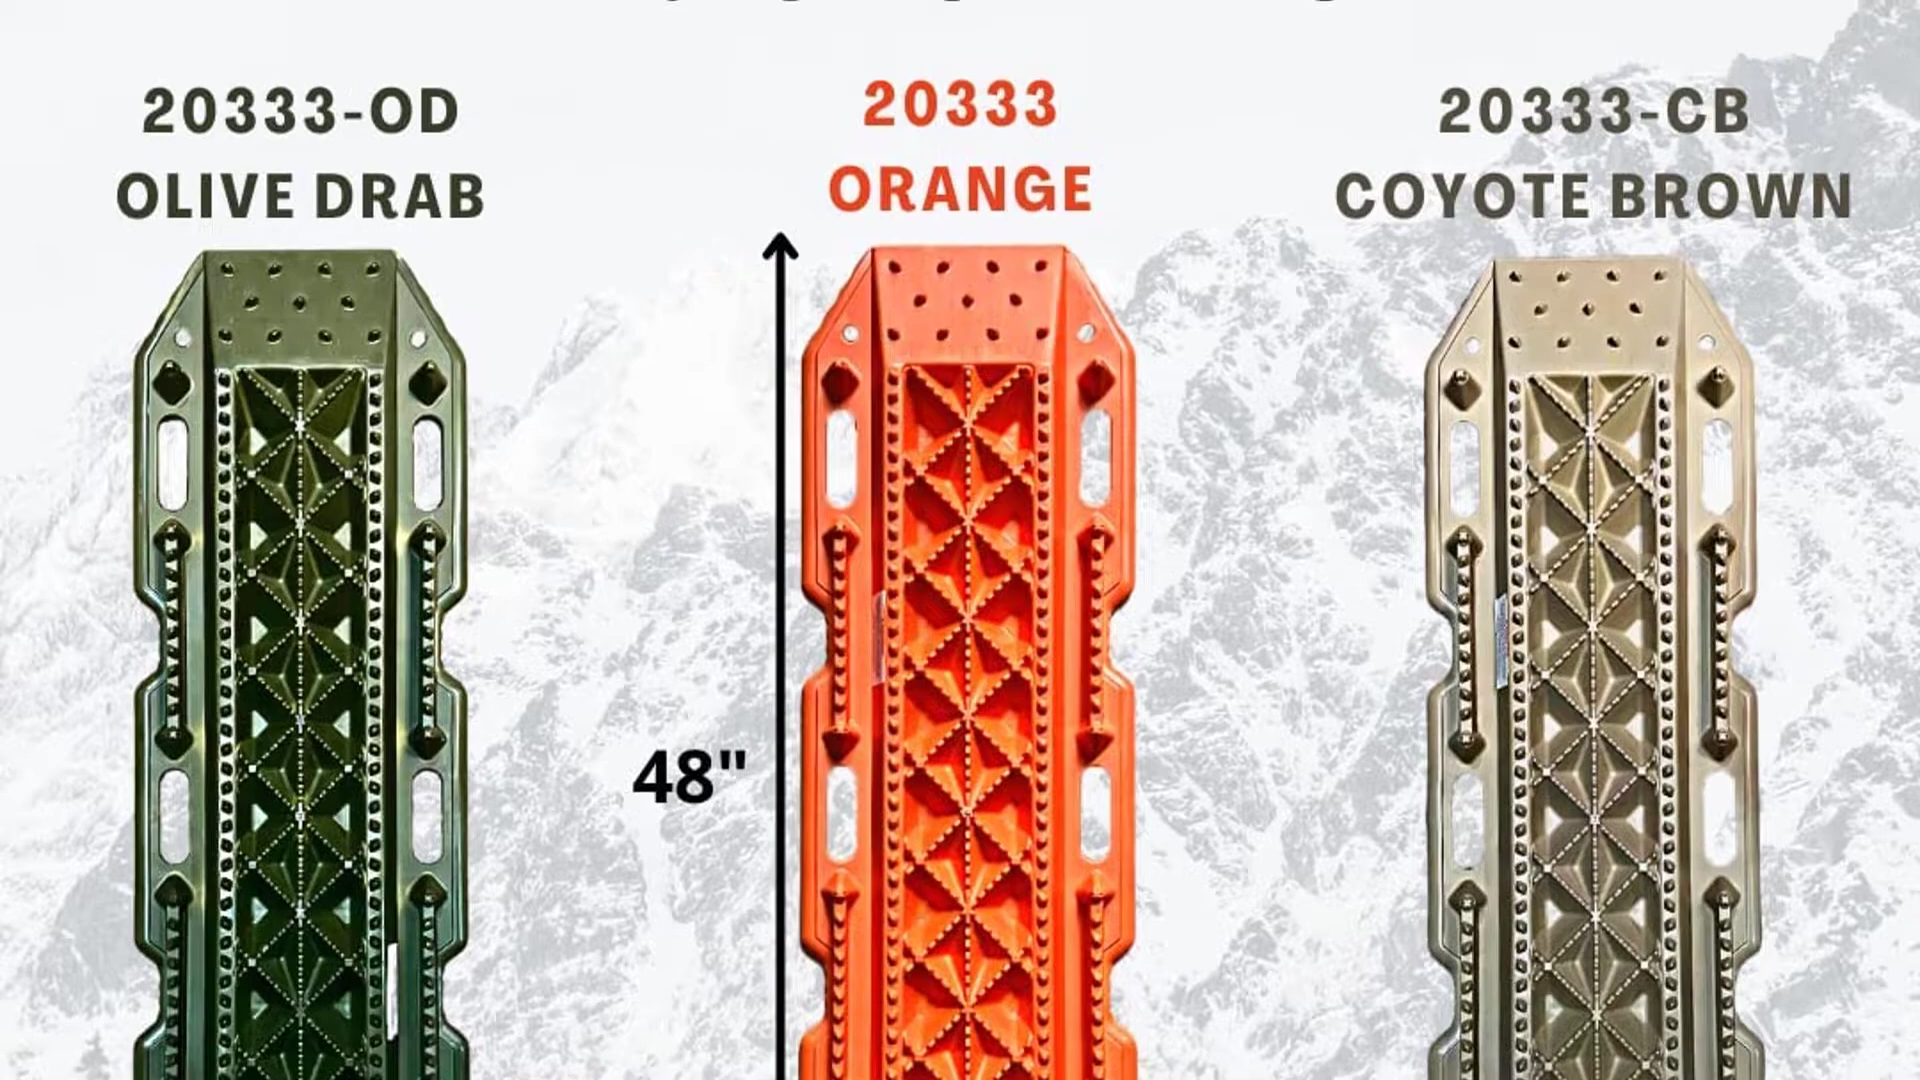 20333-OD
OLIVE DRAB
20333
ORANGE
20333-CB
COYOTE BROWN
48"